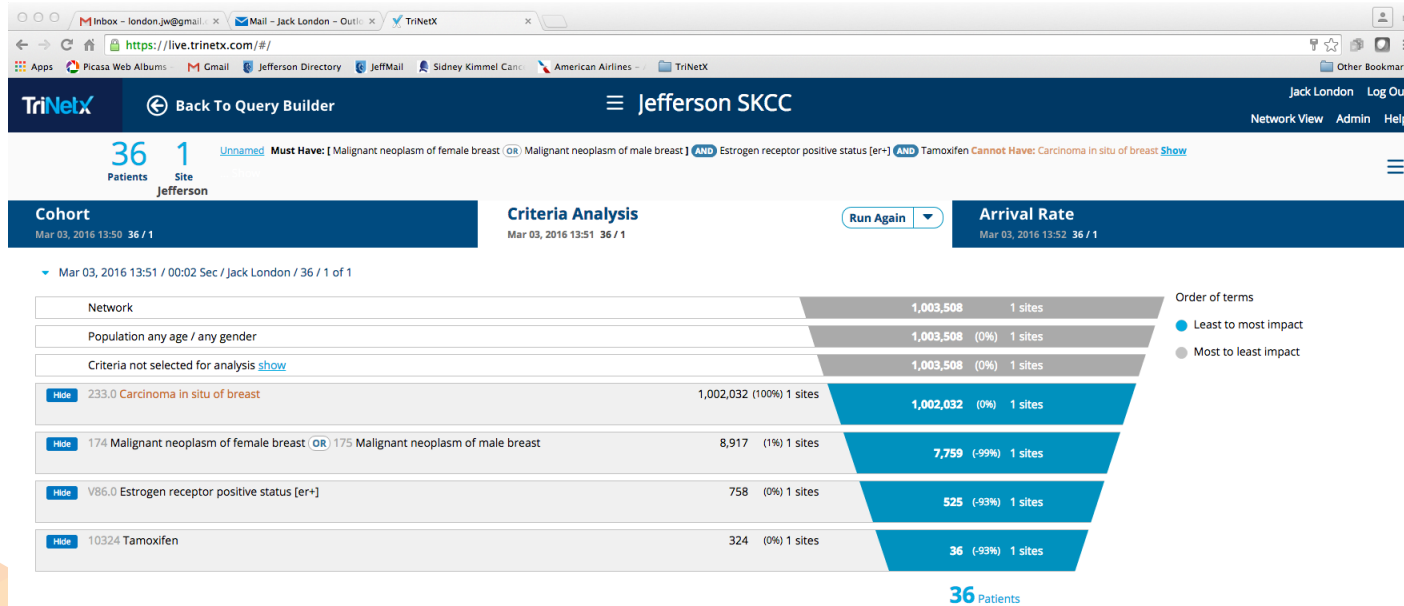 Inbox - london.jw@gmail.c × Mail - Jack London - Outlo × TriNetX ×
https://live.trinetx.com/#/
Apps Picasa Web Albums - Gmail Jefferson Directory JeffMail Sidney Kimmel Canc American Airlines - TriNetX Other Bookmar
TriNetX Back To Query Builder Jefferson SKCC Jack London Log Ou
Network View Admin Help
36 Patients 1 Site Jefferson
Unnamed Must Have: [ Malignant neoplasm of female breast OR Malignant neoplasm of male breast ] AND Estrogen receptor positive status [er+] AND Tamoxifen Cannot Have: Carcinoma in situ of breast Show
Cohort Criteria Analysis Run Again Arrival Rate
Mar 03, 2016 13:50 36 / 1 Mar 03, 2016 13:51 36 / 1 Mar 03, 2016 13:52 36 / 1
Mar 03, 2016 13:51 / 00:02 Sec / Jack London / 36 / 1 of 1
Network 1,003,508 1 sites
Population any age / any gender 1,003,508 (0%) 1 sites
Criteria not selected for analysis show 1,003,508 (0%) 1 sites
Hide 233.0 Carcinoma in situ of breast 1,002,032 (100%) 1 sites 1,002,032 (0%) 1 sites
Hide 174 Malignant neoplasm of female breast OR 175 Malignant neoplasm of male breast 8,917 (1%) 1 sites 7,759 (-99%) 1 sites
Hide V86.0 Estrogen receptor positive status [er+] 758 (0%) 1 sites 525 (-93%) 1 sites
Hide 10324 Tamoxifen 324 (0%) 1 sites 36 (-93%) 1 sites
36 Patients
Order of terms
Least to most impact
Most to least impact